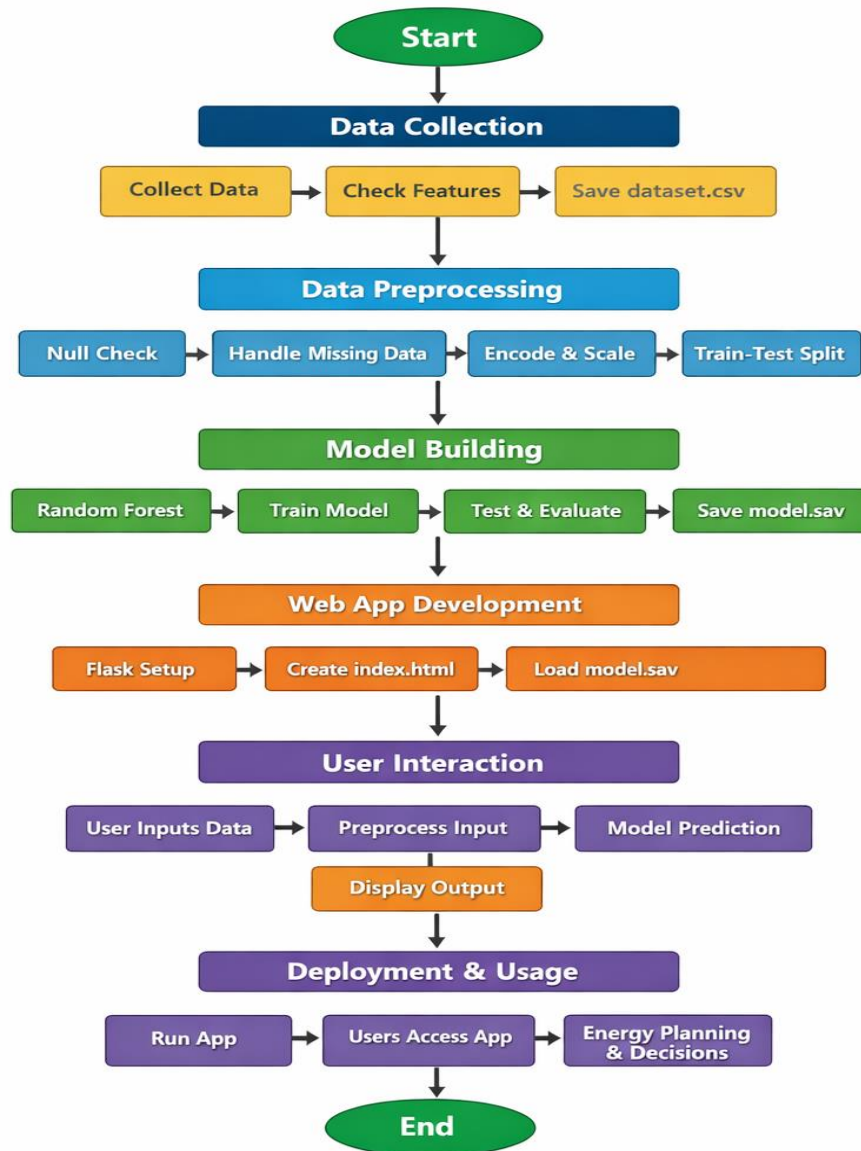 Start
Data Collection
Collect Data
Check Features
Save dataset.csv
Data Preprocessing
Null Check
Handle Missing Data
Encode & Scale
Train-Test Split
Model Building
Random Forest
Train Model
Test & Evaluate
Save model.sav
Web App Development
Flask Setup
Create index.html
Load model.sav
User Interaction
User Inputs Data
Preprocess Input
Model Prediction
Display Output
Deployment & Usage
Run App
Users Access App
Energy Planning
& Decisions
End